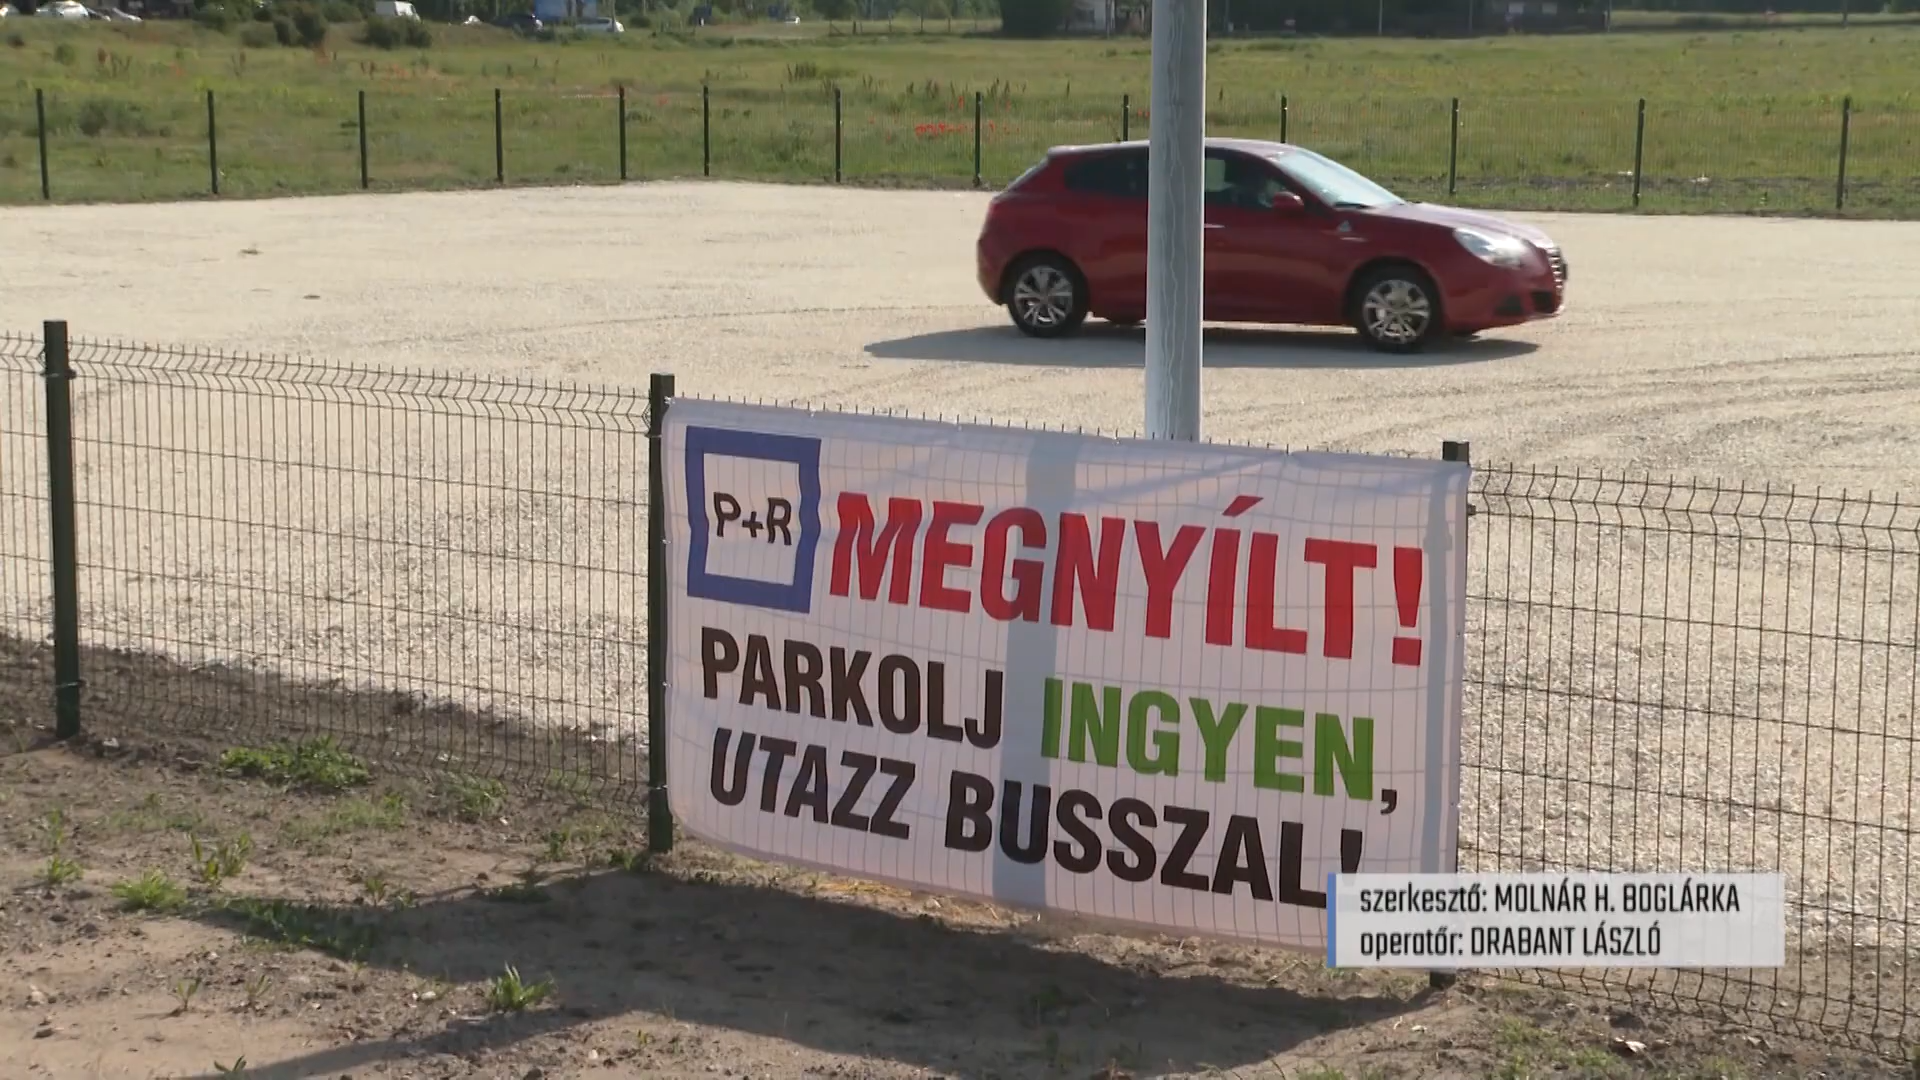 P+R MEGNYÍLT!
PARKOLJ INGYEN,
UTAZZ BUSSZAL!
szerkesztő: MOLNÁR H. BOGLÁRKA
operatőr: DRABANT LÁSZLÓ